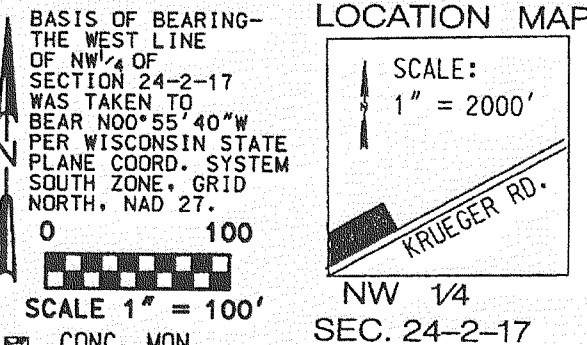 BASIS OF BEARING-
THE WEST LINE
OF NW1/4 OF
SECTION 24-2-17
WAS TAKEN TO
BEAR N00°55'40"W
PER WISCONSIN STATE
PLANE COORD. SYSTEM
SOUTH ZONE, GRID
NORTH, NAD 27.
0 100
SCALE 1" = 100'
CONC. MON.
LOCATION MAP
SCALE:
N
1" = 2000'
KRUEGER RD.
NW 1/4
SEC. 24-2-17